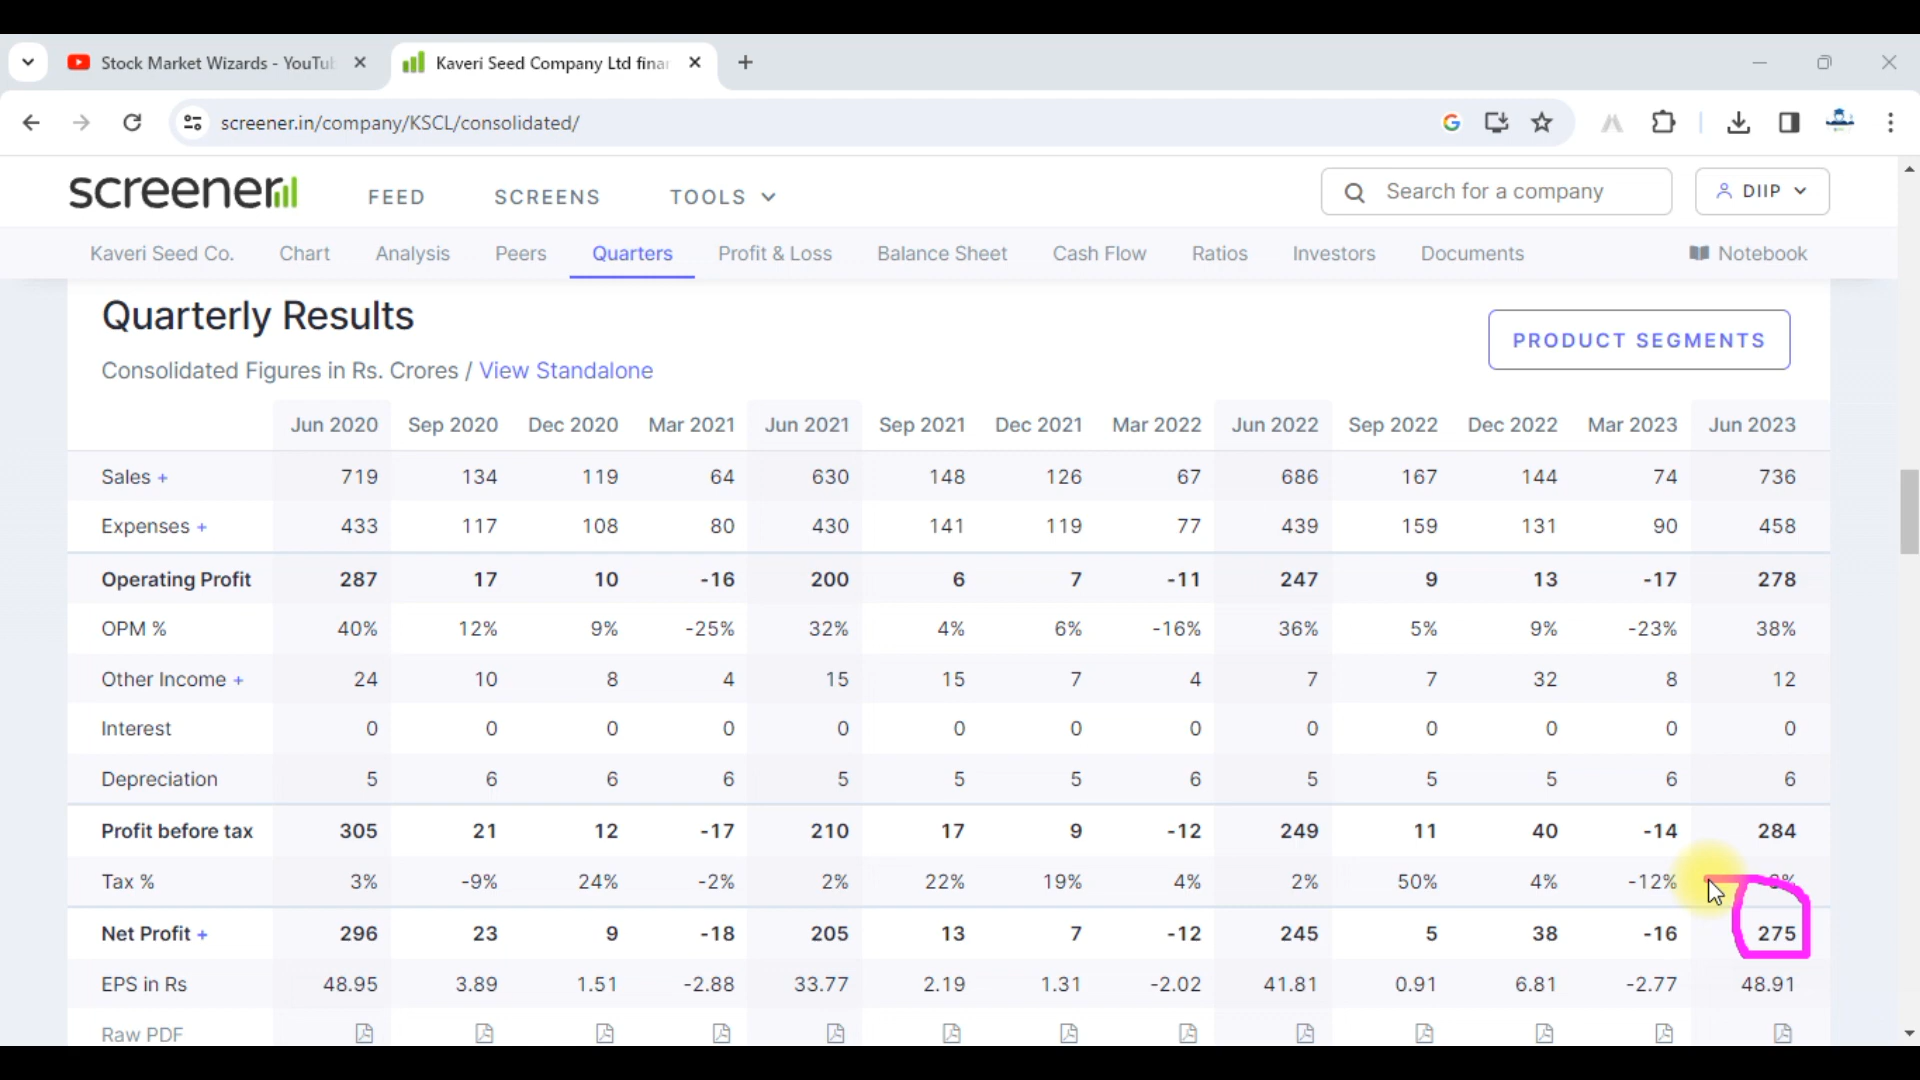 Stock Market Wizards - YouTu
Kaveri Seed Company Ltd fina
screener.in/company/KSCL/consolidated/
screener
FEED SCREENS TOOLS
Search for a company
DIIP
Kaveri Seed Co. Chart Analysis Peers Quarters Profit & Loss Balance Sheet Cash Flow Ratios Investors Documents Notebook
Quarterly Results
PRODUCT SEGMENTS
Consolidated Figures in Rs. Crores / View Standalone
Jun 2020 Sep 2020 Dec 2020 Mar 2021 Jun 2021 Sep 2021 Dec 2021 Mar 2022 Jun 2022 Sep 2022 Dec 2022 Mar 2023 Jun 2023
Sales + 719 134 119 64 630 148 126 67 686 167 144 74 736
Expenses + 433 117 108 80 430 141 119 77 439 159 131 90 458
Operating Profit 287 17 10 -16 200 6 7 -11 247 9 13 -17 278
OPM % 40% 12% 9% -25% 32% 4% 6% -16% 36% 5% 9% -23% 38%
Other Income + 24 10 8 4 15 15 7 4 7 7 32 8 12
Interest 0 0 0 0 0 0 0 0 0 0 0 0 0
Depreciation 5 6 6 6 5 5 5 6 5 5 5 6 6
Profit before tax 305 21 12 -17 210 17 9 -12 249 11 40 -14 284
Tax % 3% -9% 24% -2% 2% 22% 19% 4% 2% 50% 4% -12%
Net Profit + 296 23 9 -18 205 13 7 -12 245 5 38 -16 275
EPS in Rs 48.95 3.89 1.51 -2.88 33.77 2.19 1.31 -2.02 41.81 0.91 6.81 -2.77 48.91
Raw PDF